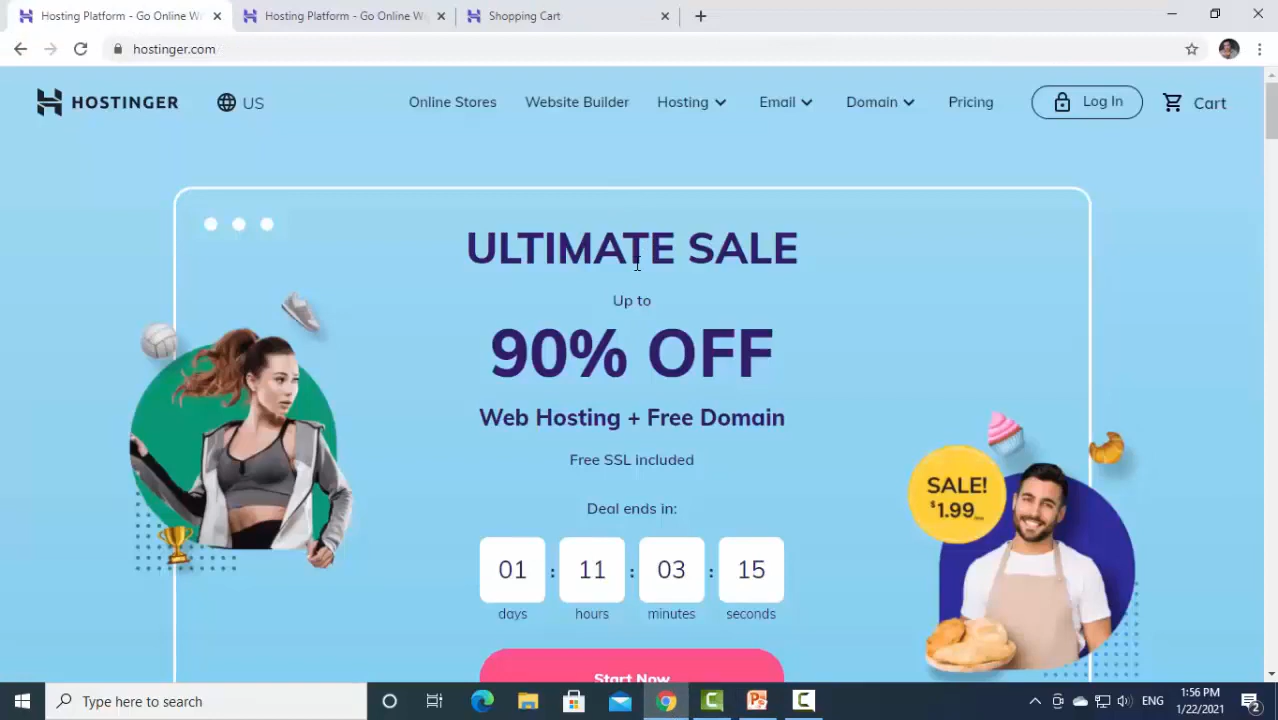 Hosting Platform - Go Online W
Hosting Platform - Go Online W
Shopping Cart
hostinger.com
HOSTINGER
US
Online Stores
Website Builder
Hosting
Email
Domain
Pricing
Log In
Cart
ULTIMATE SALE
Up to
90% OFF
Web Hosting + Free Domain
Free SSL included
SALE!
$1.99
Deal ends in:
01 : 11 : 03 : 15
days hours minutes seconds
Start Now
Type here to search
ENG
1:56 PM
1/22/2021
2